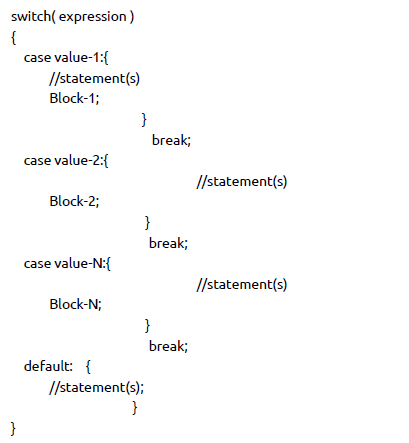 switch( expression )
{
case value-1:{
//statement(s)
Block-1;
}
break;
case value-2:{
//statement(s)
Block-2;
}
break;
case value-N:{
//statement(s)
Block-N;
}
break;
default: {
//statement(s);
}
}